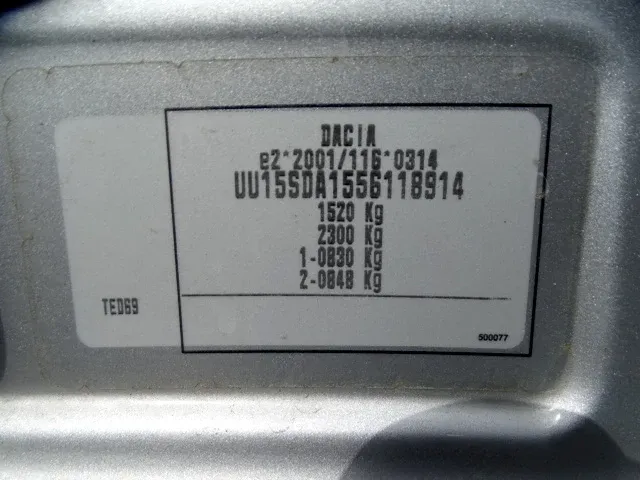 DACIA
e2*2001/116*0314
UU15SDA1556118914
1520 Kg
2300 Kg
1-0830 Kg
2-0848 Kg
TED69
500077